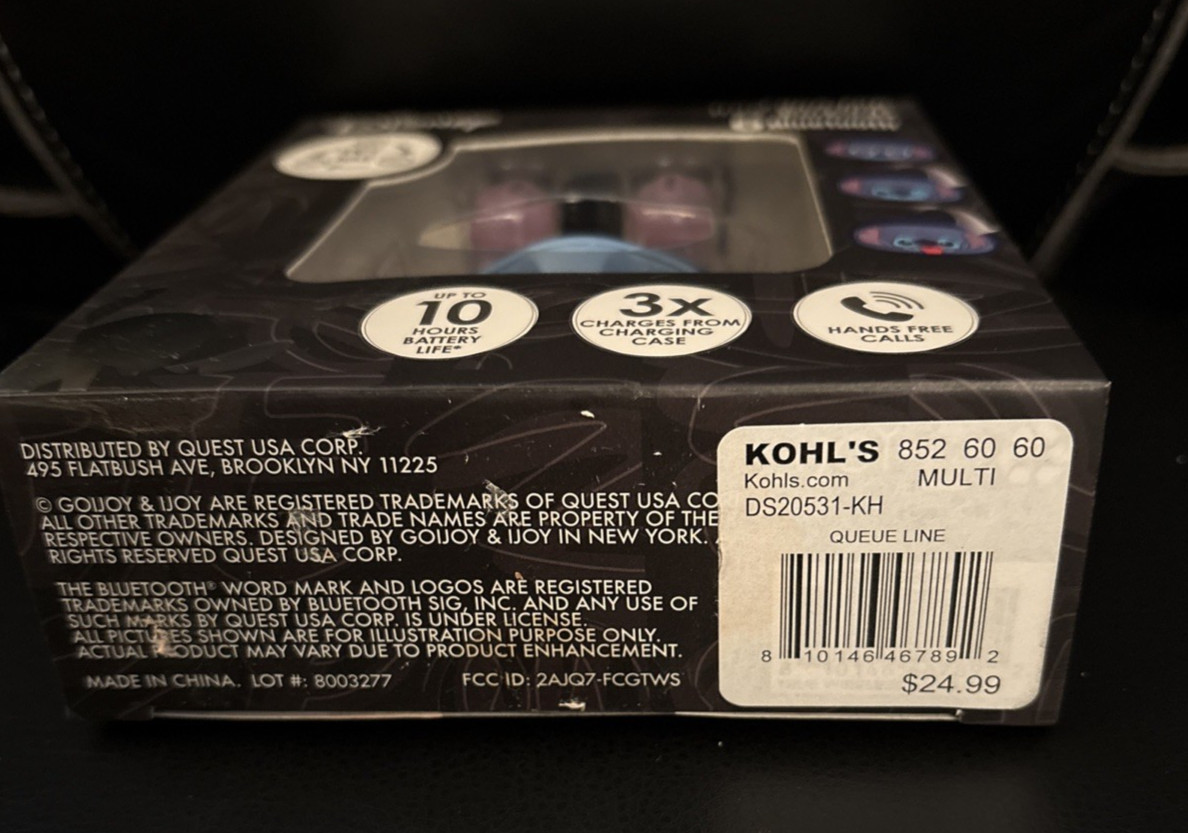 UP TO
10
HOURS
BATTERY
LIFE*
3x
CHARGES FROM
CHARGING
CASE
HANDS FREE
CALLS
DISTRIBUTED BY QUEST USA CORP.
495 FLATBUSH AVE, BROOKLYN NY 11225
© GOIJOY & IJOY ARE REGISTERED TRADEMARKS OF QUEST USA CO
ALL OTHER TRADEMARKS AND TRADE NAMES ARE PROPERTY OF THE
RESPECTIVE OWNERS. DESIGNED BY GOIJOY & IJOY IN NEW YORK.
RIGHTS RESERVED QUEST USA CORP.
THE BLUETOOTH® WORD MARK AND LOGOS ARE REGISTERED
TRADEMARKS OWNED BY BLUETOOTH SIG, INC. AND ANY USE OF
SUCH MARKS BY QUEST USA CORP. IS UNDER LICENSE.
ALL PICTURES SHOWN ARE FOR ILLUSTRATION PURPOSE ONLY.
ACTUAL PRODUCT MAY VARY DUE TO PRODUCT ENHANCEMENT.
MADE IN CHINA. LOT #: 8003277 FCC ID: 2AJQ7-FCGTWS
KOHL'S 852 60 60
Kohls.com MULTI
DS20531-KH
QUEUE LINE
8 10146 46789 2
$24.99